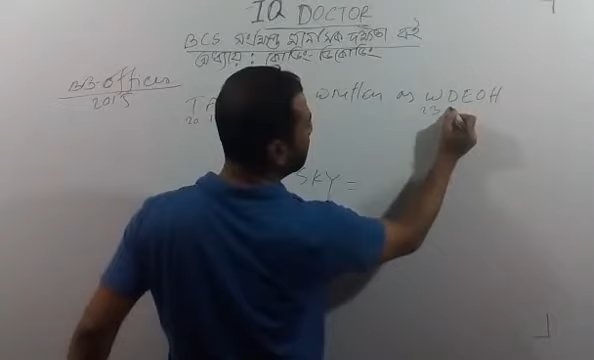 IQ DOCTOR
BCS মানসিক দক্ষতা বই
অধ্যায় : কোডিং-ডিকোডিং
BB-Officer
2015
T written as WDEOH
20 23
SKY =